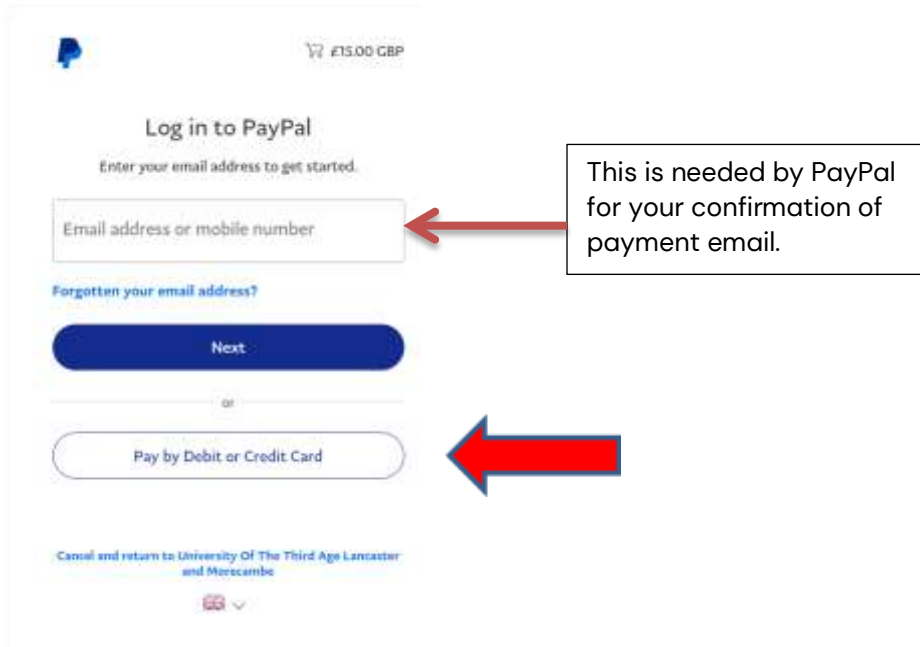 £15.00 GBP
Log in to PayPal
Enter your email address to get started.
Email address or mobile number
Forgotten your email address?
Next
or
Pay by Debit or Credit Card
Cancel and return to University Of The Third Age Lancaster
and Morecambe
This is needed by PayPal
for your confirmation of
payment email.